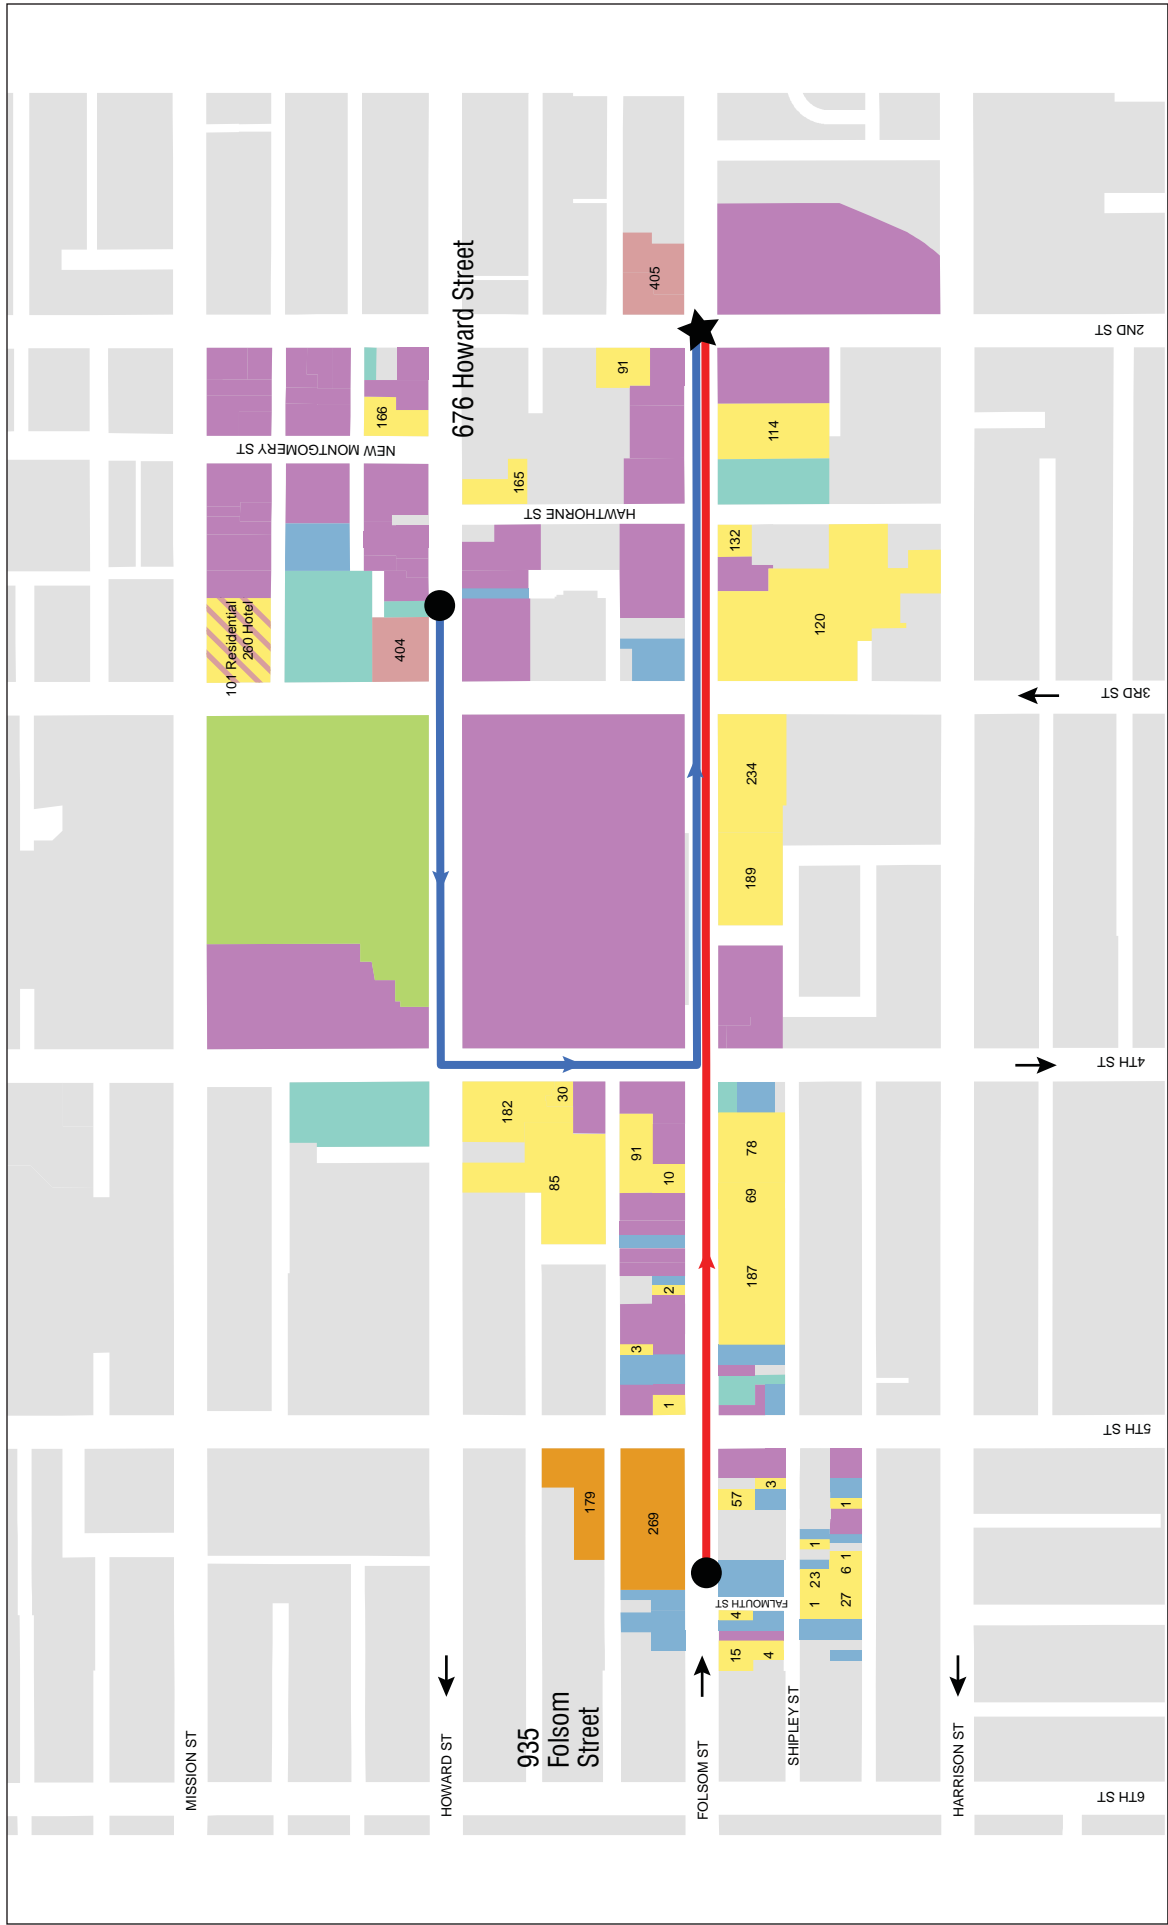 405
2ND ST
676 Howard Street
91
166
114
NEW MONTGOMERY ST
165
HAWTHORNE ST
132
101 Residential
260 Hotel
404
120
3RD ST
234
189
4TH ST
182
30
91
78
85
10
69
187
2
3
1
5TH ST
179
269
57
3
1
1
1
23
6
1
27
FALMOUTH ST
4
15
4
935
Folsom
Street
SHIPLEY ST
MISSION ST
HOWARD ST
FOLSOM ST
HARRISON ST
6TH ST